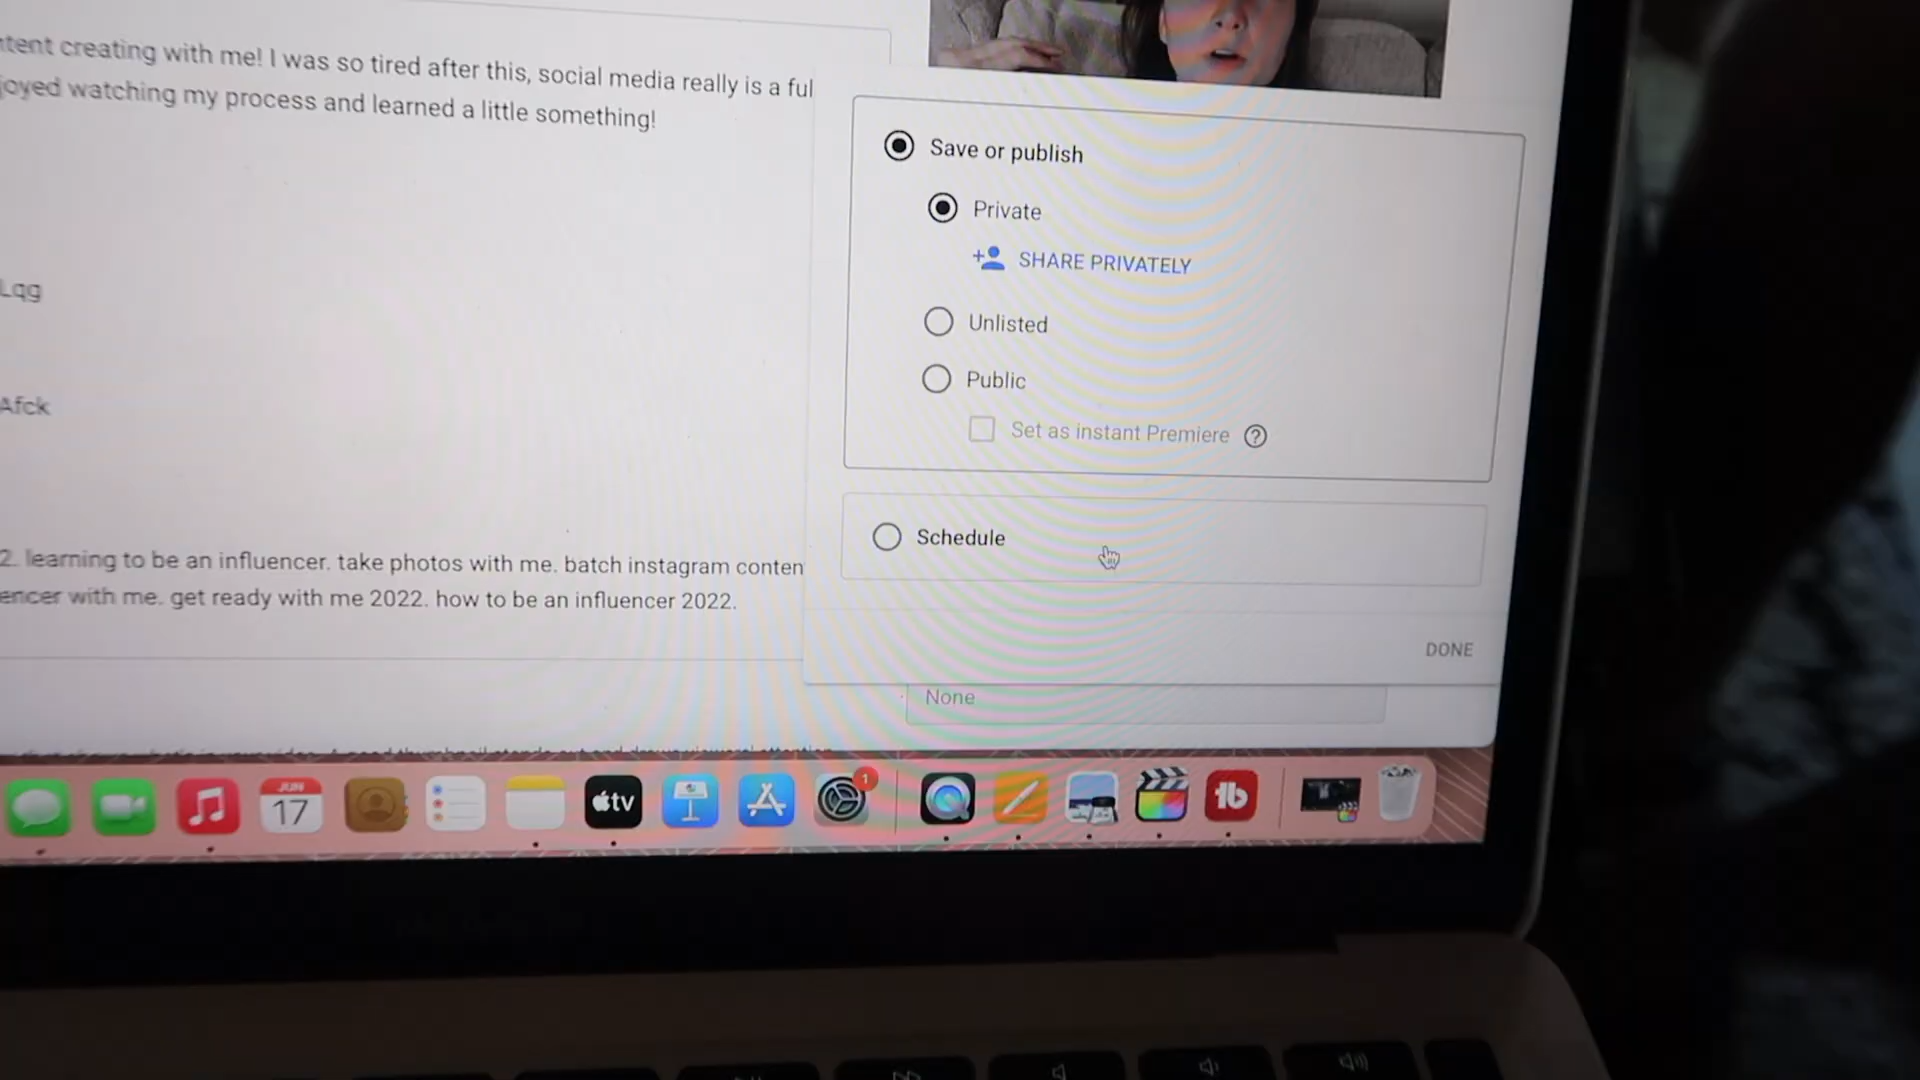 tent creating with me! I was so tired after this, social media really is a ful
joyed watching my process and learned a little something!
Lqg
Afck
2. learning to be an influencer. take photos with me. batch instagram conten
encer with me. get ready with me 2022. how to be an influencer 2022.
Save or publish
Private
SHARE PRIVATELY
Unlisted
Public
Set as instant Premiere ?
Schedule
DONE
None
JUN
17
tv
1
tb